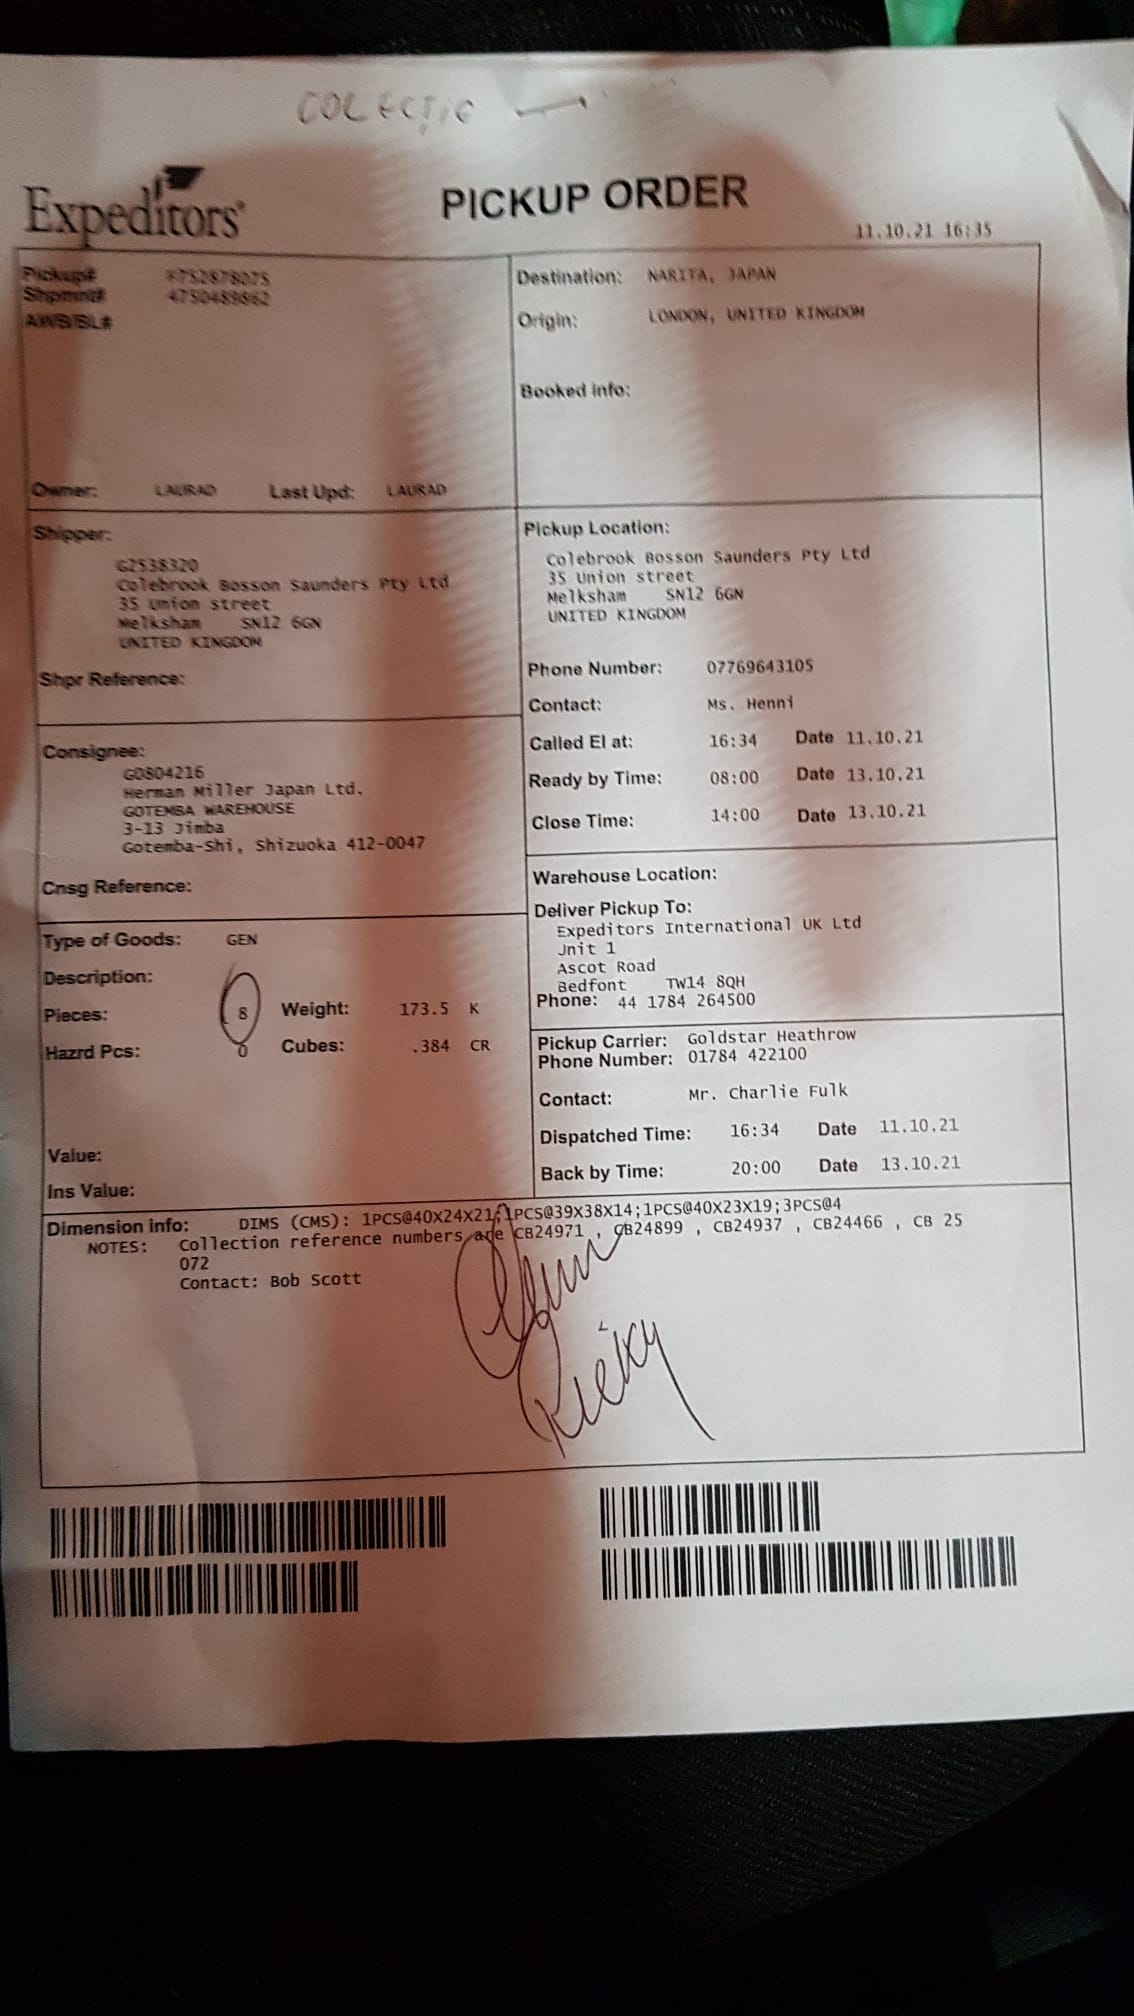 COLECTIE
Expeditors
PICKUP ORDER
11.10.21 16:35
Pickup# 4752878075
Shpmnt# 4750489862
AWB/BL#
Owner: LAURAD Last Upd: LAURAD
Destination: NARITA, JAPAN
Origin: LONDON, UNITED KINGDOM
Booked info:
Shipper:
G2538320
Colebrook Bosson Saunders Pty Ltd
35 Union street
Melksham SN12 6GN
UNITED KINGDOM
Shpr Reference:
Pickup Location:
Colebrook Bosson Saunders Pty Ltd
35 Union street
Melksham SN12 6GN
UNITED KINGDOM
Phone Number: 07769643105
Contact: Ms. Henni
Called EI at: 16:34 Date 11.10.21
Ready by Time: 08:00 Date 13.10.21
Close Time: 14:00 Date 13.10.21
Consignee:
G0804216
Herman Miller Japan Ltd.
GOTEMBA WAREHOUSE
3-13 Jimba
Gotemba-Shi, Shizuoka 412-0047
Cnsg Reference:
Warehouse Location:
Deliver Pickup To:
Expeditors International UK Ltd
Unit 1
Ascot Road
Bedfont TW14 8QH
Phone: 44 1784 264500
Type of Goods: GEN
Description:
Pieces: 8 Weight: 173.5 K
Hazrd Pcs: 0 Cubes: .384 CR
Value:
Ins Value:
Pickup Carrier: Goldstar Heathrow
Phone Number: 01784 422100
Contact: Mr. Charlie Fulk
Dispatched Time: 16:34 Date 11.10.21
Back by Time: 20:00 Date 13.10.21
Dimension info: DIMS (CMS): 1PCS@40X24X21;1PCS@39X38X14;1PCS@40X23X19;3PCS@4
NOTES: Collection reference numbers are CB24971 , CB24899 , CB24937 , CB24466 , CB 25
072
Contact: Bob Scott
Ricky